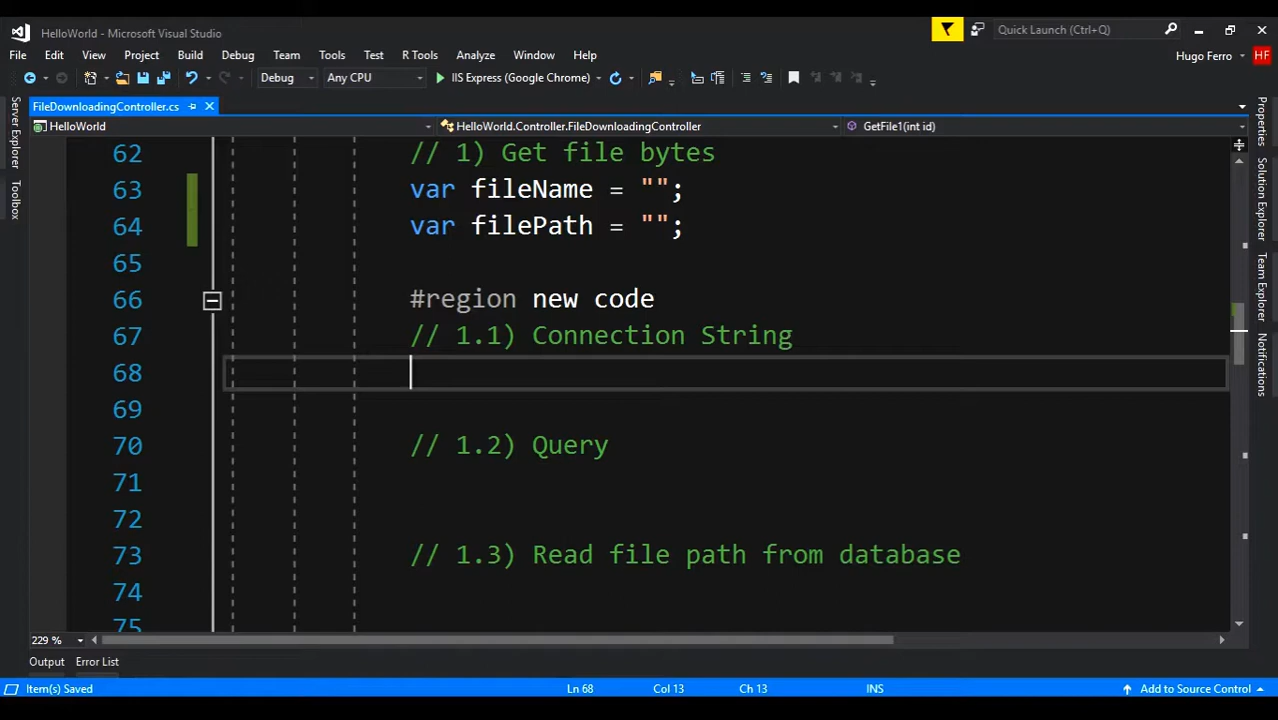 HelloWorld - Microsoft Visual Studio
Quick Launch (Ctrl+Q)
File Edit View Project Build Debug Team Tools Test R Tools Analyze Window Help
Hugo Ferro HF
Debug Any CPU IIS Express (Google Chrome)
FileDownloadingController.cs
HelloWorld HelloWorld.Controller.FileDownloadingController GetFile1(int id)
Server Explorer
Toolbox
62 // 1) Get file bytes
63 var fileName = "";
64 var filePath = "";
65
66 #region new code
67 // 1.1) Connection String
68
69
70 // 1.2) Query
71
72
73 // 1.3) Read file path from database
74
75
Properties
Solution Explorer
Team Explorer
Notifications
229 %
Output Error List
Item(s) Saved Ln 68 Col 13 Ch 13 INS Add to Source Control